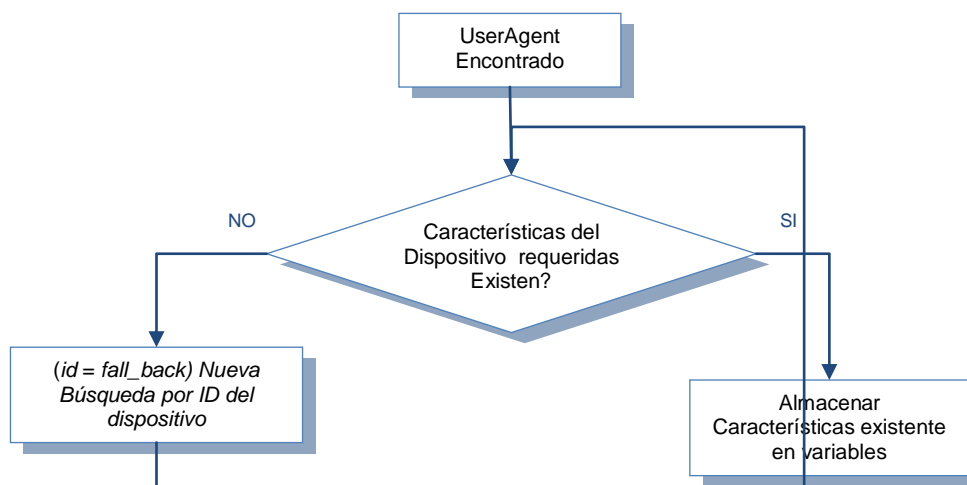 UserAgent
Encontrado
NO
SI
Características del
Dispositivo requeridas
Existen?
(id = fall_back) Nueva
Búsqueda por ID del
dispositivo
Almacenar
Características existente
en variables